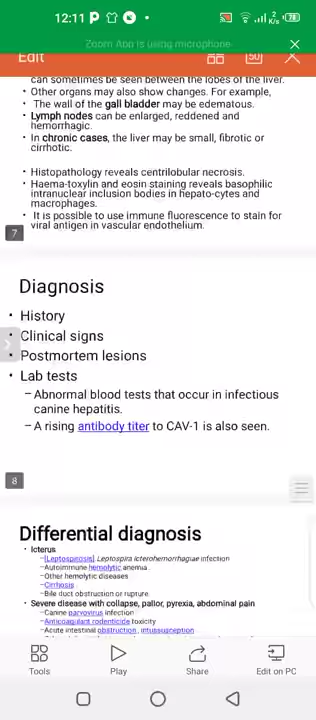 12:11
78
Zoom App is using microphone
Edit
50
can sometimes be seen between the lobes of the liver.
• Other organs may also show changes. For example,
• The wall of the gall bladder may be edematous.
• Lymph nodes can be enlarged, reddened and
hemorrhagic.
• In chronic cases, the liver may be small, fibrotic or
cirrhotic.
• Histopathology reveals centrilobular necrosis.
• Haema-toxylin and eosin staining reveals basophilic
intranuclear inclusion bodies in hepato-cytes and
macrophages.
• It is possible to use immune fluorescence to stain for
viral antigen in vascular endothelium.
7
Diagnosis
• History
• Clinical signs
• Postmortem lesions
• Lab tests
– Abnormal blood tests that occur in infectious
canine hepatitis.
– A rising antibody titer to CAV-1 is also seen.
8
Differential diagnosis
• Icterus
–[Leptospirosis] Leptospira icterohemorrhagiae infection
–Autoimmune hemolytic anemia.
–Other hemolytic diseases
–Cirrhosis
–Bile duct obstruction or rupture.
• Severe disease with collapse, pallor, pyrexia, abdominal pain
–Canine parvovirus infection
–Anticoagulant rodenticide toxicity
–Acute intestinal obstruction, intussusception
Tools
Play
Share
Edit on PC